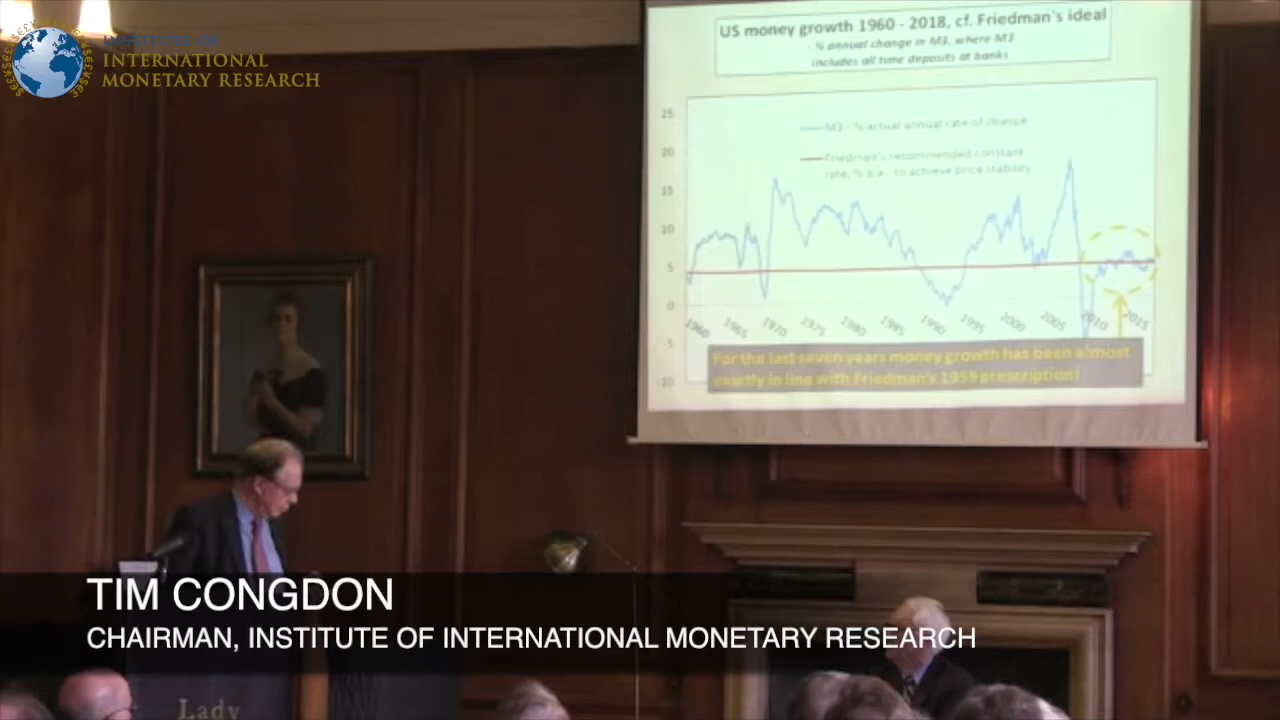 INSTITUTE OF
INTERNATIONAL
MONETARY RESEARCH
US money growth 1960 - 2018, cf. Friedman's ideal
- % annual change in M3, where M3
includes all time deposits at banks
25
20
15
10
5
0
-5
-10
M3 - % actual annual rate of change
Friedman's recommended constant
rate, % p.a., to achieve price stability
1960
1965
1970
1975
1980
1985
1990
1995
2000
2005
2010
2015
For the last seven years money growth has been almost
exactly in line with Friedman's 1959 prescription!
TIM CONGDON
CHAIRMAN, INSTITUTE OF INTERNATIONAL MONETARY RESEARCH
Lady